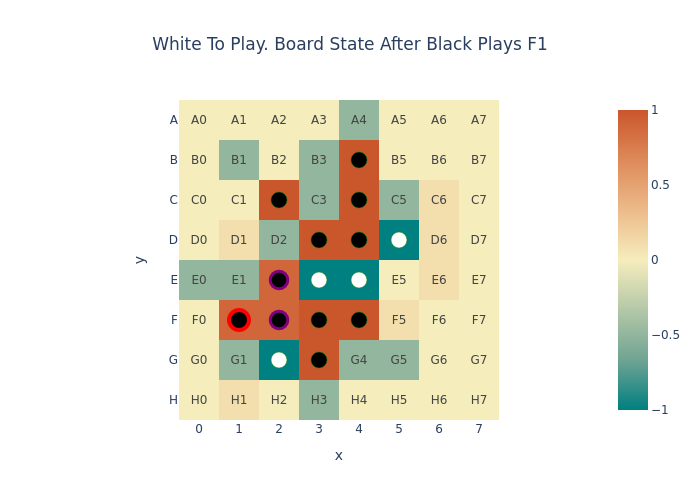 White To Play. Board State After Black Plays F1
A A0 A1 A2 A3 A4 A5 A6 A7
B B0 B1 B2 B3 B5 B6 B7
C C0 C1 C3 C5 C6 C7
D D0 D1 D2 D6 D7
E E0 E1 E5 E6 E7
F F0 F5 F6 F7
G G0 G1 G4 G5 G6 G7
H H0 H1 H2 H3 H4 H5 H6 H7
0 1 2 3 4 5 6 7
x
y
1
0.5
0
−0.5
−1